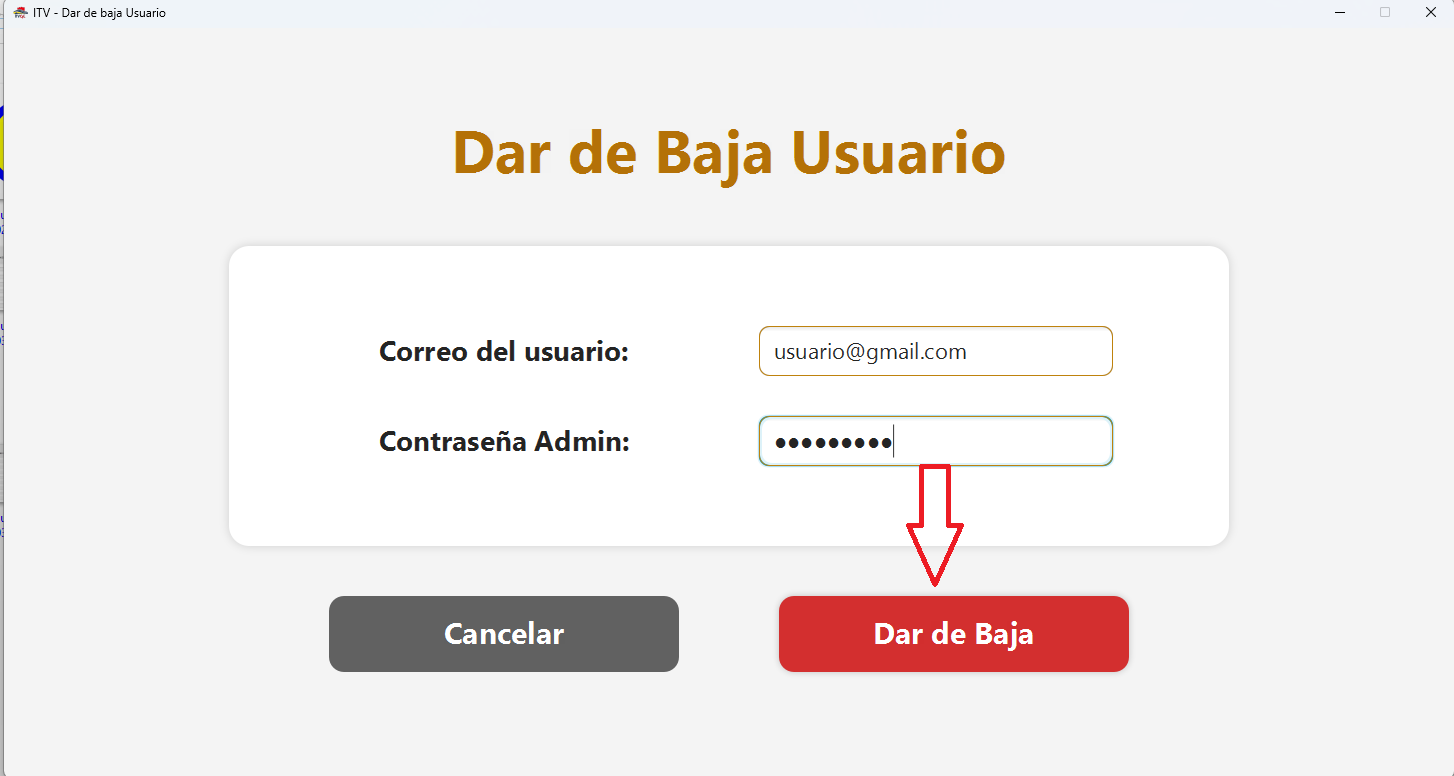 ITV - Dar de baja Usuario
Dar de Baja Usuario
Correo del usuario:
usuario@gmail.com
Contraseña Admin:
•••••••••
Cancelar
Dar de Baja